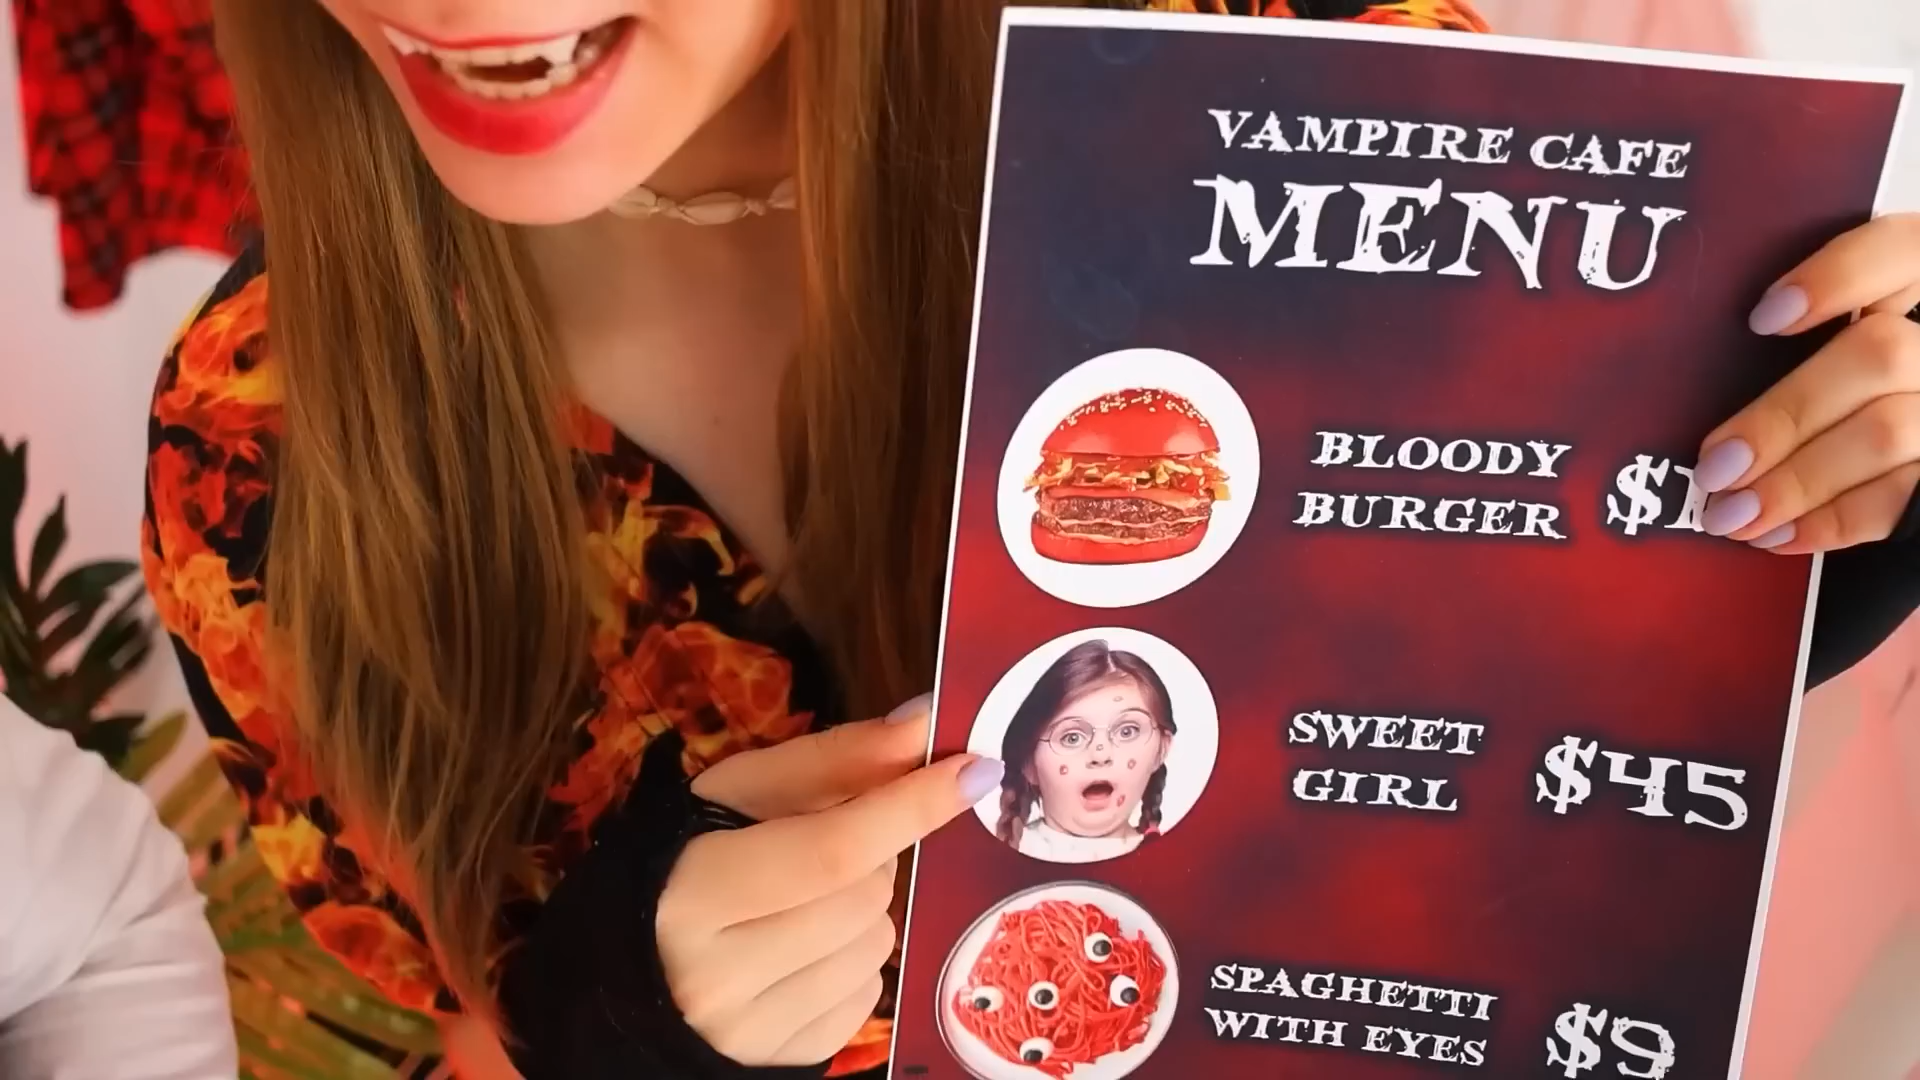 VAMPIRE CAFE
MENU
BLOODY
BURGER
SWEET
GIRL
$45
SPAGHETTI
WITH EYES
$9